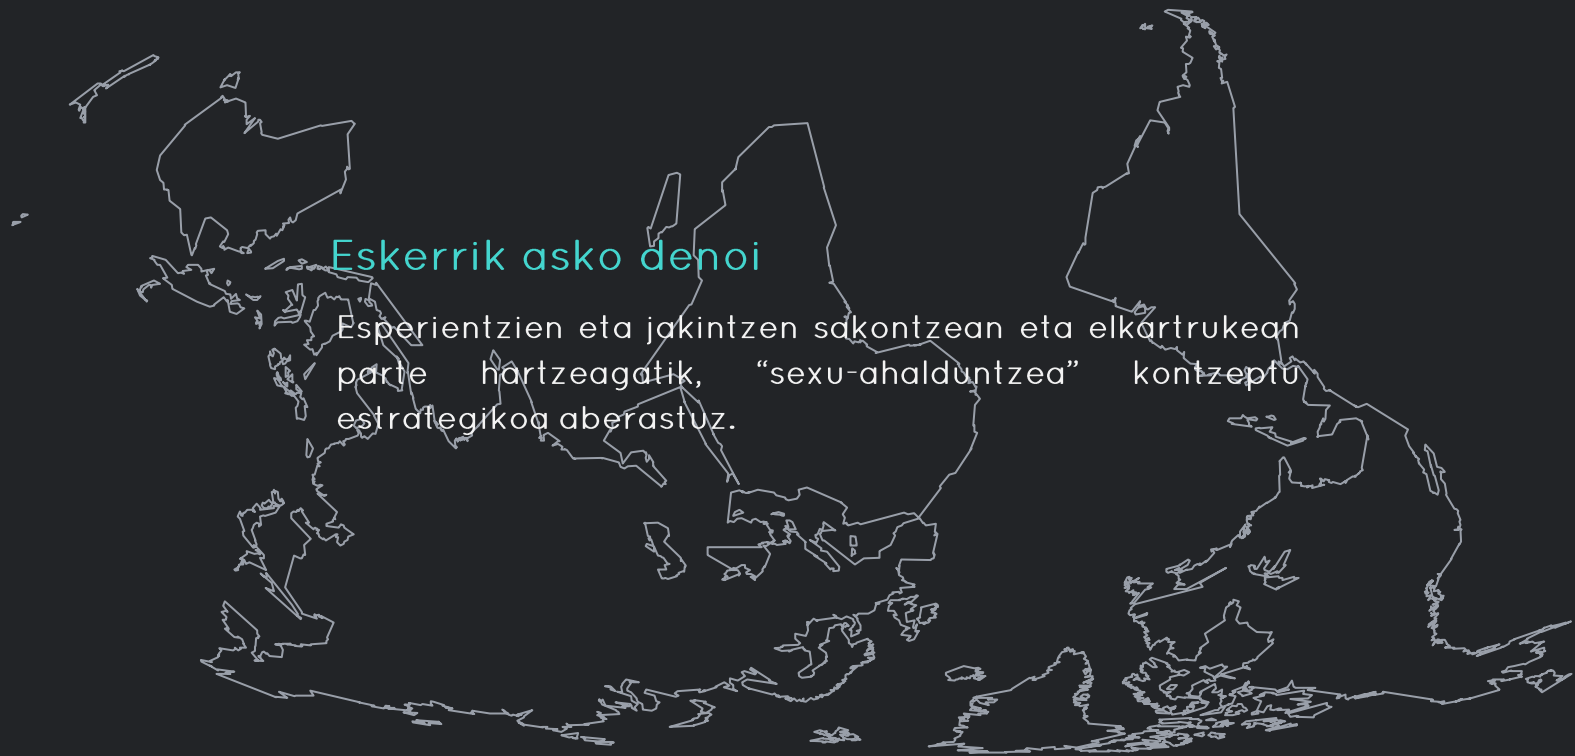 Eskerrik asko denoi
Esperientzien eta jakintzen sakontzean eta elkartrukean
parte hartzeagatik, “sexu-ahalduntzea” kontzeptu
estrategikoa aberastuz.